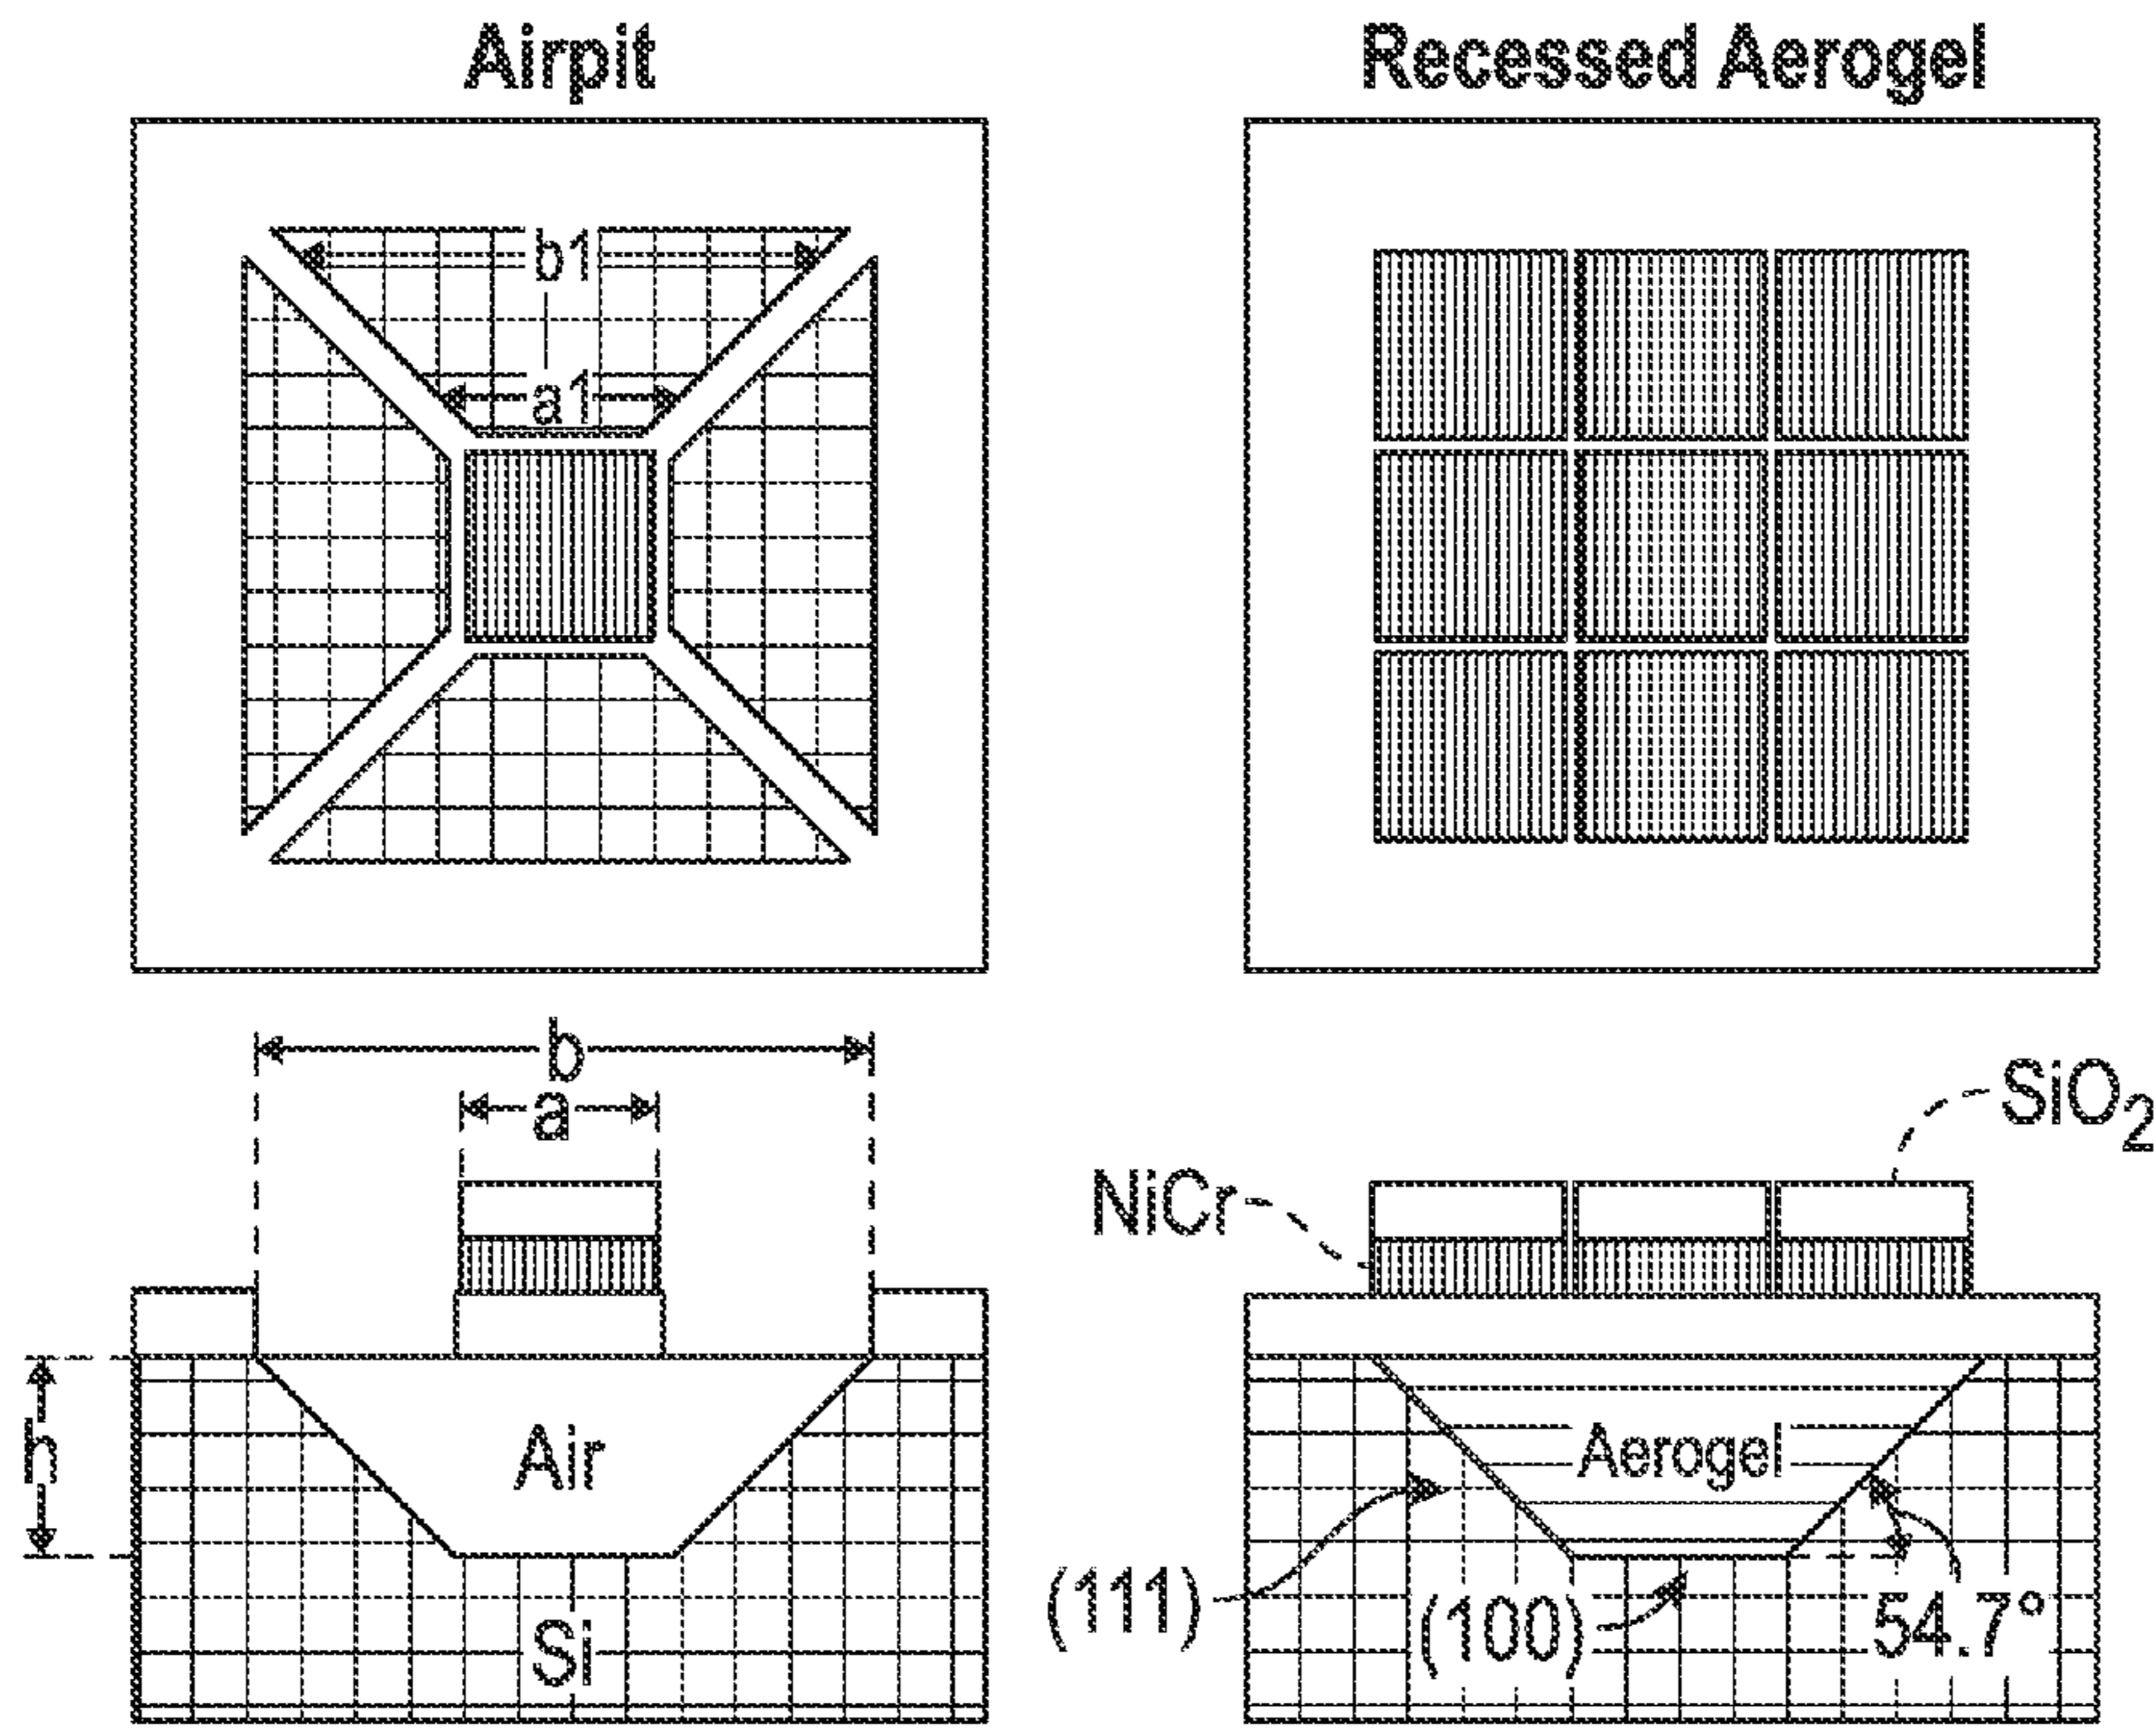 Airpit
Recessed Aerogel
b1
a1
b
a
h
Air
Si
SiO2
NiCr
Aerogel
(111)
(100)
54.7°